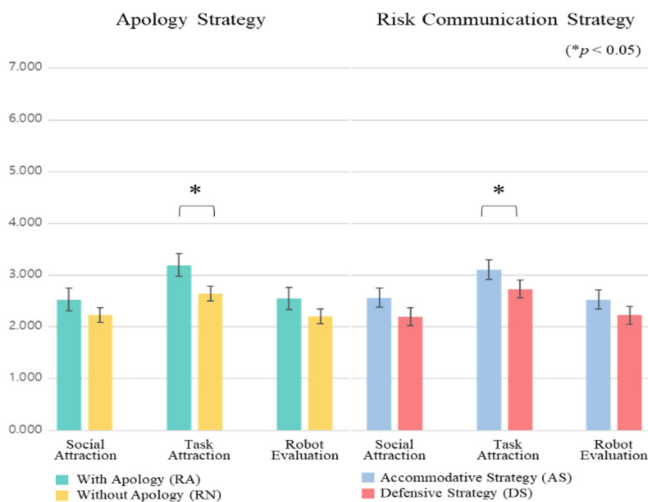 Apology Strategy
Risk Communication Strategy
(*p < 0.05)
7.000
6.000
5.000
4.000
3.000
2.000
1.000
0.000
*
*
Social Attraction
Task Attraction
Robot Evaluation
Social Attraction
Task Attraction
Robot Evaluation
With Apology (RA)
Without Apology (RN)
Accommodative Strategy (AS)
Defensive Strategy (DS)